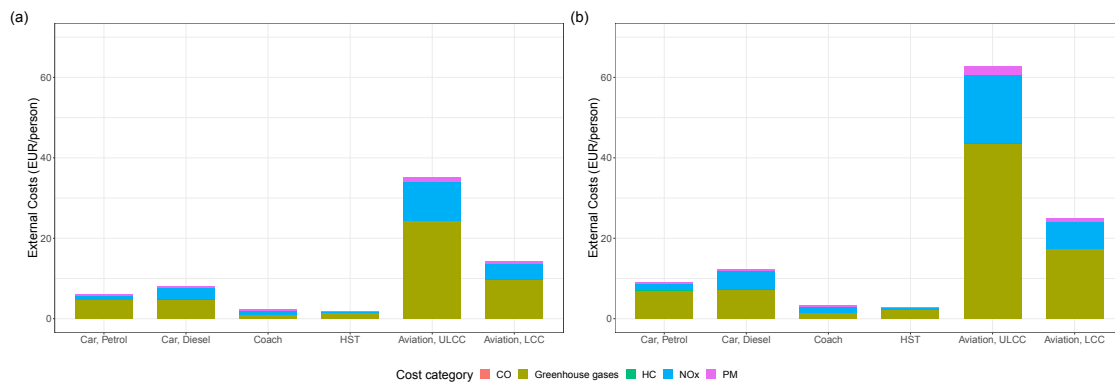 (a)
External Costs (EUR/person)
60
40
20
0
Car, Petrol
Car, Diesel
Coach
HST
Aviation, ULCC
Aviation, LCC
(b)
External Costs (EUR/person)
60
40
20
0
Car, Petrol
Car, Diesel
Coach
HST
Aviation, ULCC
Aviation, LCC
Cost category CO Greenhouse gases HC NOx PM